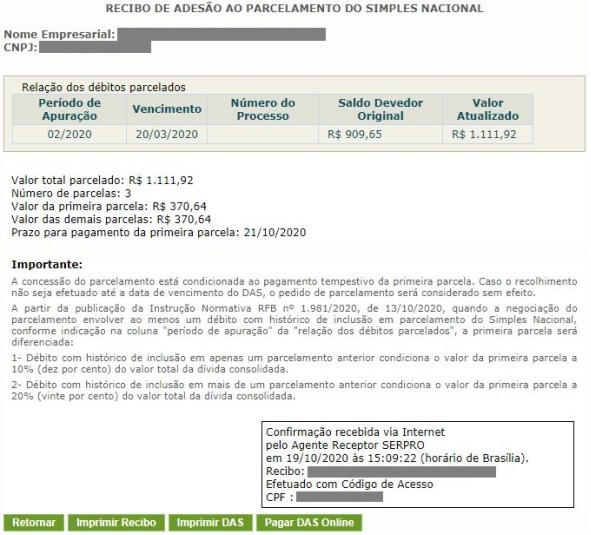 RECIBO DE ADESÃO AO PARCELAMENTO DO SIMPLES NACIONAL
Nome Empresarial:
CNPJ:
Relação dos débitos parcelados
Período de Apuração Vencimento Número do Processo Saldo Devedor Original Valor Atualizado
02/2020 20/03/2020 R$ 909,65 R$ 1.111,92
Valor total parcelado: R$ 1.111,92
Número de parcelas: 3
Valor da primeira parcela: R$ 370,64
Valor das demais parcelas: R$ 370,64
Prazo para pagamento da primeira parcela: 21/10/2020
Importante:
A concessão do parcelamento está condicionada ao pagamento tempestivo da primeira parcela. Caso o recolhimento
não seja efetuado até a data de vencimento do DAS, o pedido de parcelamento será considerado sem efeito.
A partir da publicação da Instrução Normativa RFB nº 1.981/2020, de 13/10/2020, quando a negociação do
parcelamento envolver ao menos um débito com histórico de inclusão em parcelamento do Simples Nacional,
conforme indicação na coluna "período de apuração" da "relação dos débitos parcelados", a primeira parcela será
diferenciada:
1- Débito com histórico de inclusão em apenas um parcelamento anterior condiciona o valor da primeira parcela a
10% (dez por cento) do valor total da dívida consolidada.
2- Débito com histórico de inclusão em mais de um parcelamento anterior condiciona o valor da primeira parcela a
20% (vinte por cento) do valor total da dívida consolidada.
Confirmação recebida via Internet
pelo Agente Receptor SERPRO
em 19/10/2020 às 15:09:22 (horário de Brasília).
Recibo:
Efetuado com Código de Acesso
CPF :
Retornar Imprimir Recibo Imprimir DAS Pagar DAS Online